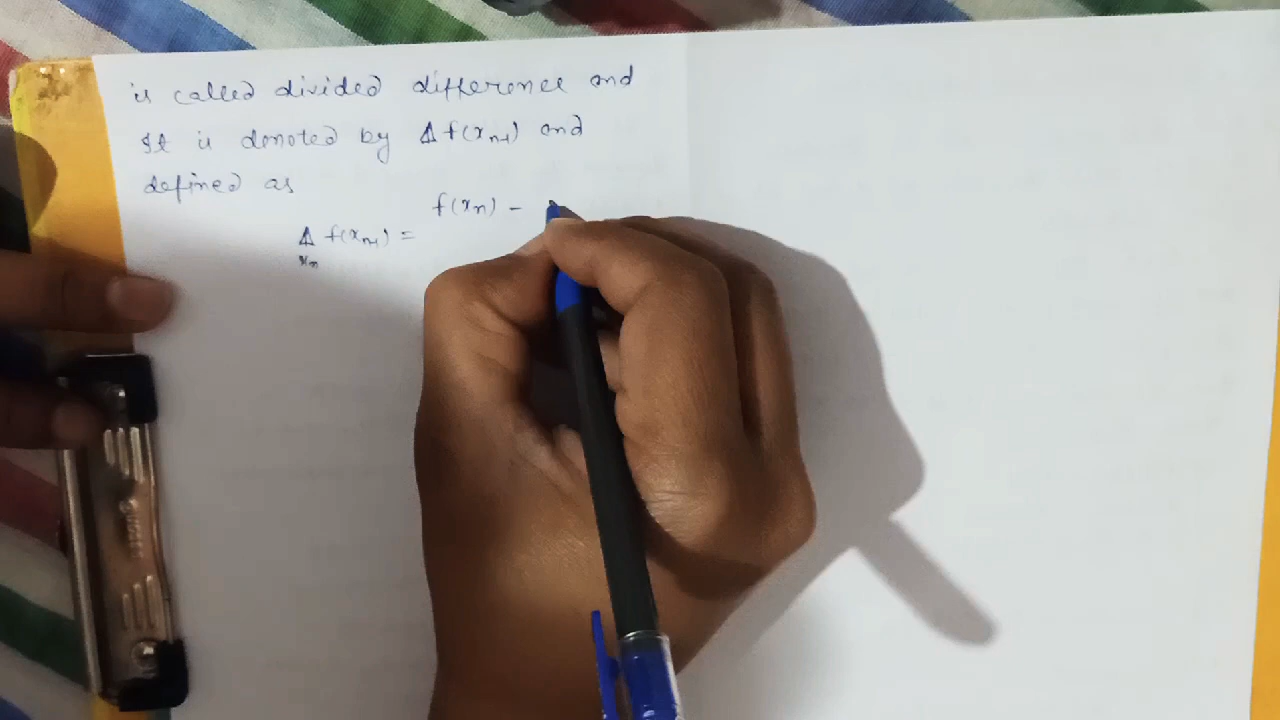 is called divided difference and
It is denoted by ⧋ f(xₙ₋₁) and
defined as
f(xₙ) −
⧋ f(xₙ₋₁) =
xₙ